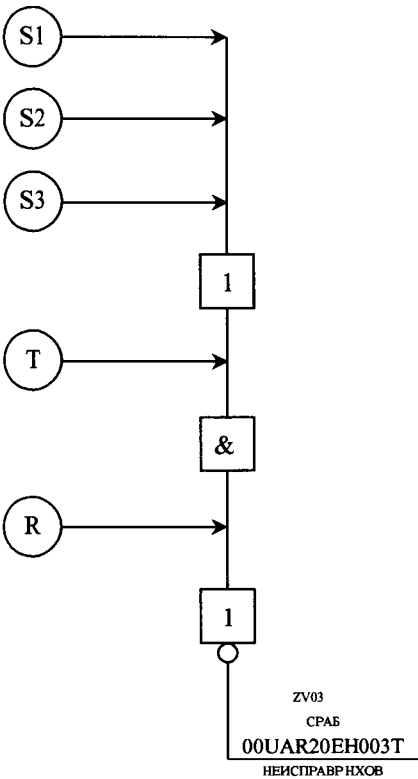 S1
S2
S3
1
T
&
R
1
ZV03
СРАБ
00UAR20EH003T
НЕИСПРАВР НХОВ